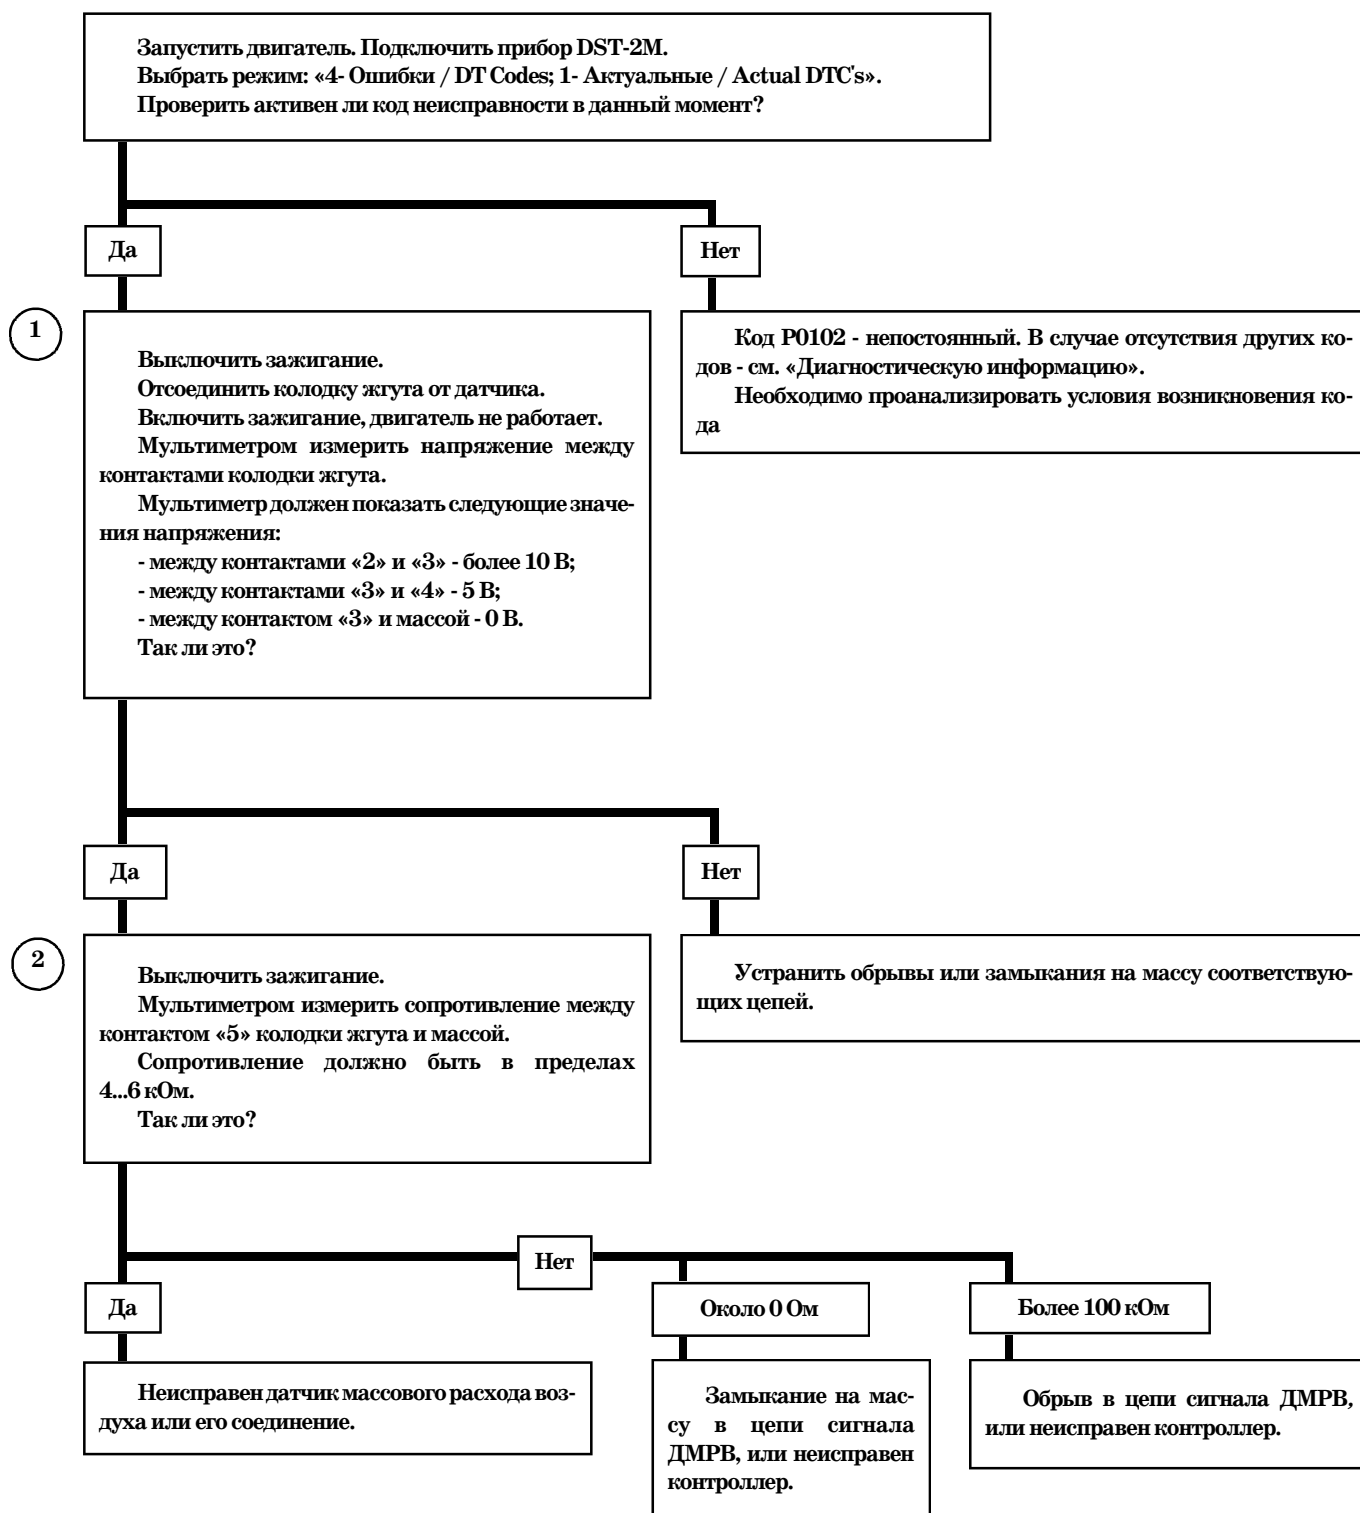 Запустить двигатель. Подключить прибор DST-2M.
Выбрать режим: «4- Ошибки / DT Codes; 1- Актуальные / Actual DTC's».
Проверить активен ли код неисправности в данный момент?
Да
Нет
1
Выключить зажигание.
Отсоединить колодку жгута от датчика.
Включить зажигание, двигатель не работает.
Мультиметром измерить напряжение между
контактами колодки жгута.
Мультиметр должен показать следующие значе-
ния напряжения:
- между контактами «2» и «3» - более 10 В;
- между контактами «3» и «4» - 5 В;
- между контактом «3» и массой - 0 В.
Так ли это?
Код P0102 - непостоянный. В случае отсутствия других ко-
дов - см. «Диагностическую информацию».
Необходимо проанализировать условия возникновения ко-
да
Да
Нет
2
Выключить зажигание.
Мультиметром измерить сопротивление между
контактом «5» колодки жгута и массой.
Сопротивление должно быть в пределах
4...6 кОм.
Так ли это?
Устранить обрывы или замыкания на массу соответствую-
щих цепей.
Нет
Да
Около 0 Ом
Более 100 кОм
Неисправен датчик массового расхода воз-
духа или его соединение.
Замыкание на мас-
су в цепи сигнала
ДМРВ, или неисправен
контроллер.
Обрыв в цепи сигнала ДМРВ,
или неисправен контроллер.